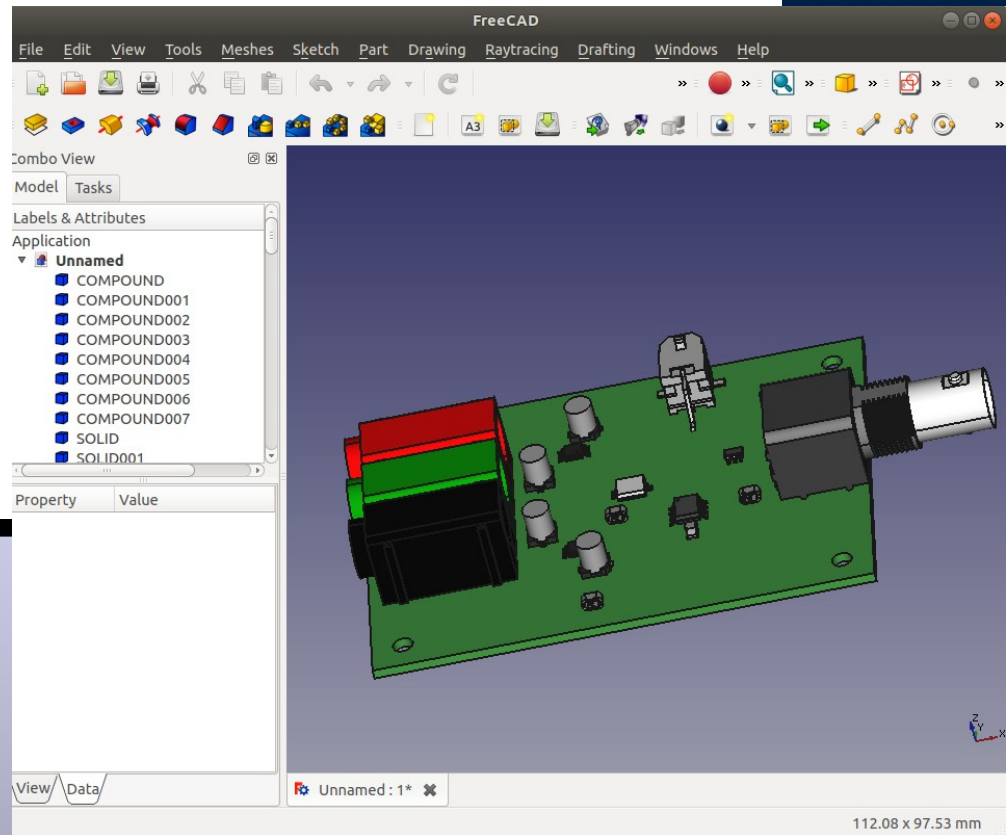 FreeCAD
File Edit View Tools Meshes Sketch Part Drawing Raytracing Drafting Windows Help
» » » » » »
A3 »
Combo View
Model Tasks
Labels & Attributes
Application
Unnamed
COMPOUND
COMPOUND001
COMPOUND002
COMPOUND003
COMPOUND004
COMPOUND005
COMPOUND006
COMPOUND007
SOLID
SOLID001
Property Value
Z
Y
X
View Data
Unnamed : 1*
112.08 x 97.53 mm